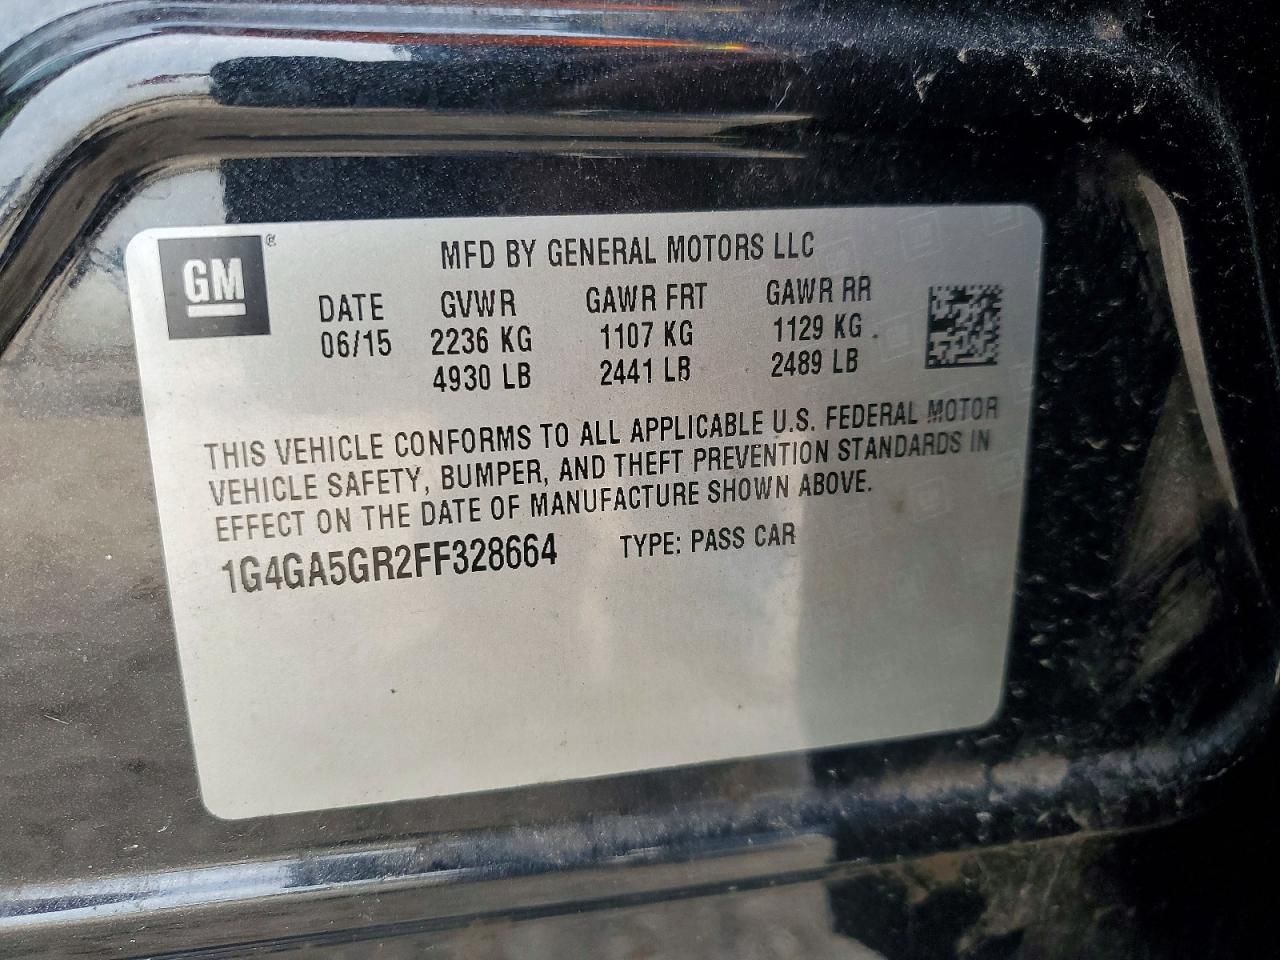 GM ®
MFD BY GENERAL MOTORS LLC
DATE GVWR GAWR FRT GAWR RR
06/15 2236 KG 1107 KG 1129 KG
4930 LB 2441 LB 2489 LB
THIS VEHICLE CONFORMS TO ALL APPLICABLE U.S. FEDERAL MOTOR
VEHICLE SAFETY, BUMPER, AND THEFT PREVENTION STANDARDS IN
EFFECT ON THE DATE OF MANUFACTURE SHOWN ABOVE.
1G4GA5GR2FF328664 TYPE: PASS CAR